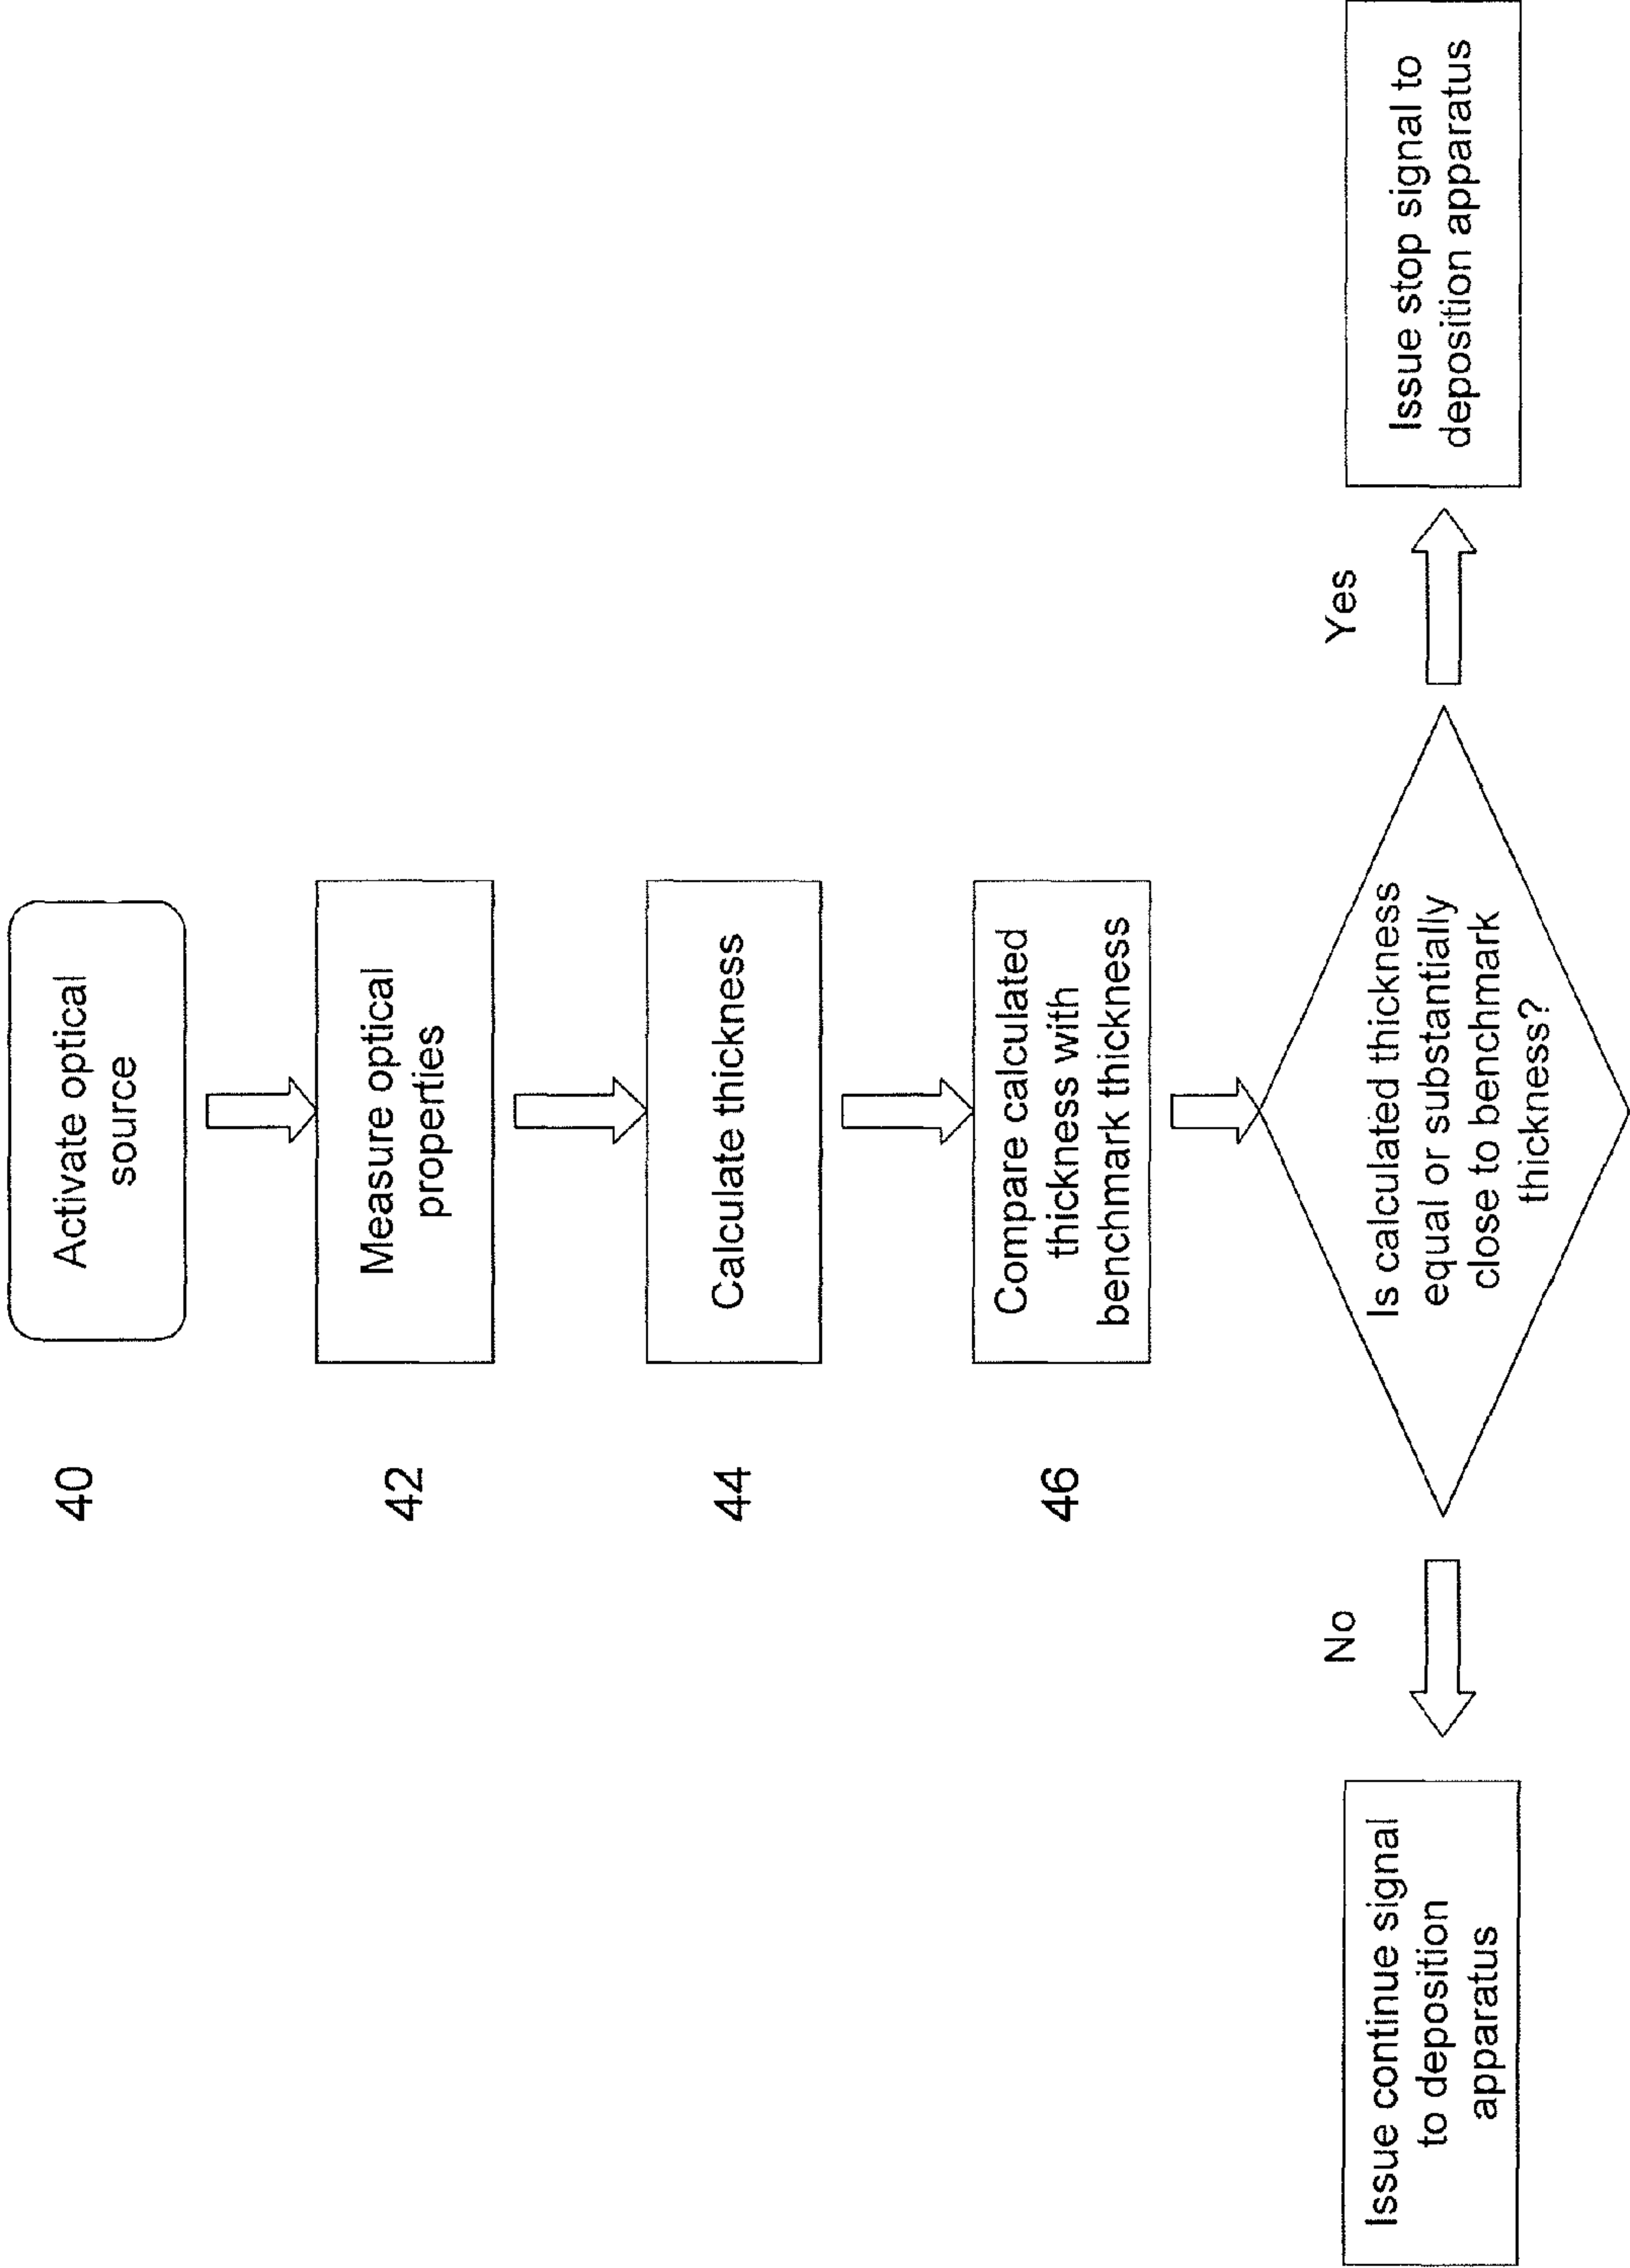 40
Activate optical
source
42
Measure optical
properties
44
Calculate thickness
46
Compare calculated
thickness with
benchmark thickness
Is calculated thickness
equal or substantially
close to benchmark
thickness?
No
Yes
Issue continue signal
to deposition
apparatus
Issue stop signal to
deposition apparatus